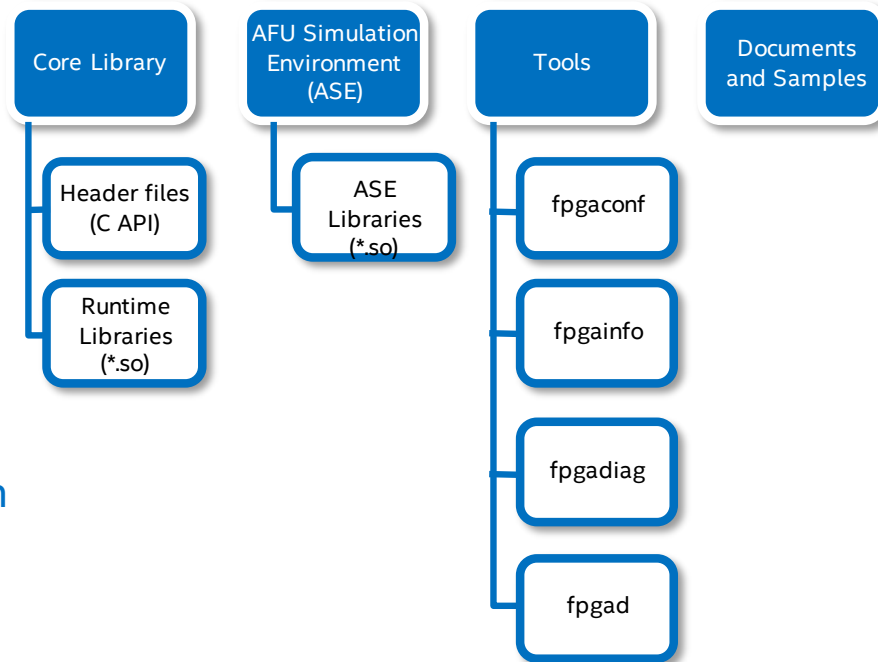 Core Library
Header files
(C API)
Runtime
Libraries
(*.so)
AFU Simulation
Environment
(ASE)
ASE
Libraries
(*.so)
Tools
fpgaconf
fpgainfo
fpgadiag
fpgad
Documents
and Samples